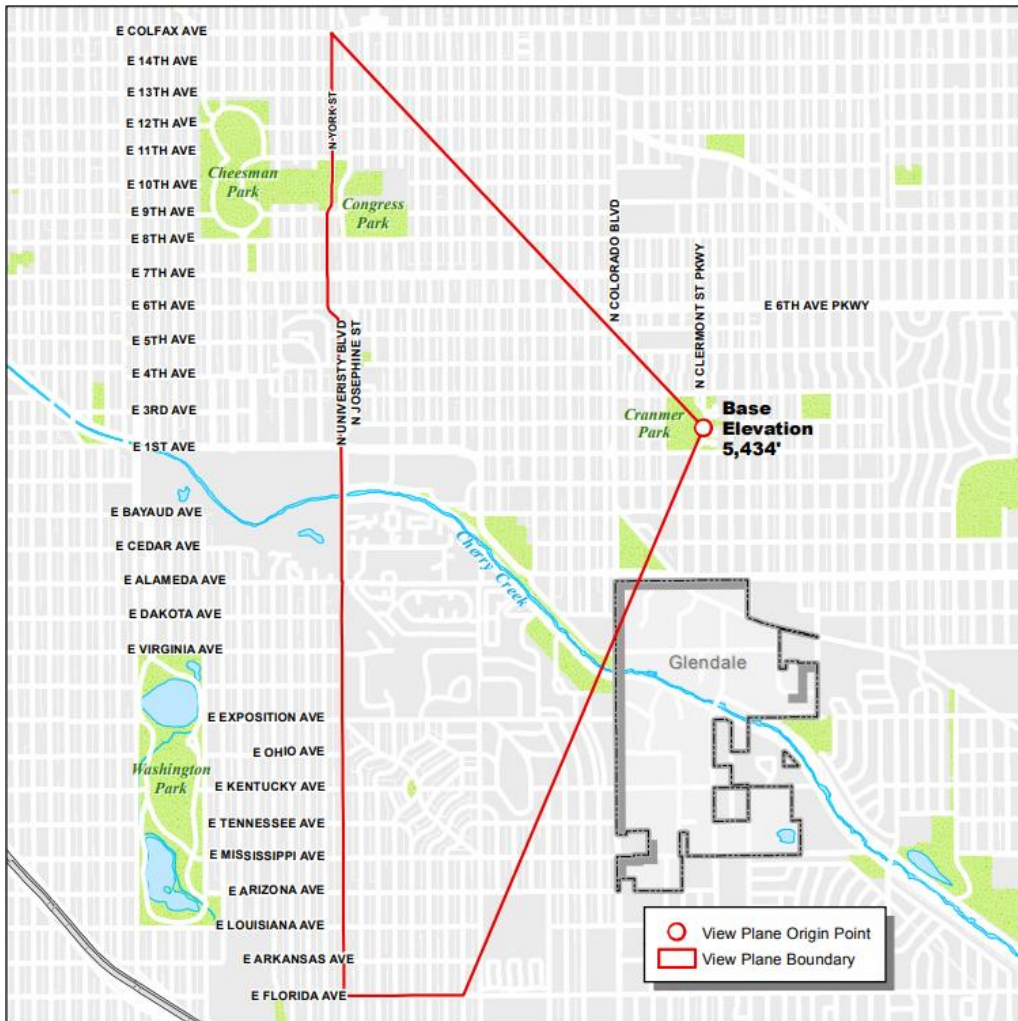 E COLFAX AVE
E 14TH AVE
E 13TH AVE
E 12TH AVE
E 11TH AVE
E 10TH AVE
E 9TH AVE
E 8TH AVE
E 7TH AVE
E 6TH AVE
E 5TH AVE
E 4TH AVE
E 3RD AVE
E 1ST AVE
E BAYAUD AVE
E CEDAR AVE
E ALAMEDA AVE
E DAKOTA AVE
E VIRGINIA AVE
E EXPOSITION AVE
E OHIO AVE
E KENTUCKY AVE
E TENNESSEE AVE
E MISSISSIPPI AVE
E ARIZONA AVE
E LOUISIANA AVE
E ARKANSAS AVE
E FLORIDA AVE
Cheesman
Park
N YORK ST
Congress
Park
N UNIVERISTY BLVD
N JOSEPHINE ST
N COLORADO BLVD
N CLERMONT ST PKWY
E 6TH AVE PKWY
Cranmer
Park
Base
Elevation
5,434'
Cherry Creek
Glendale
Washington
Park
View Plane Origin Point
View Plane Boundary